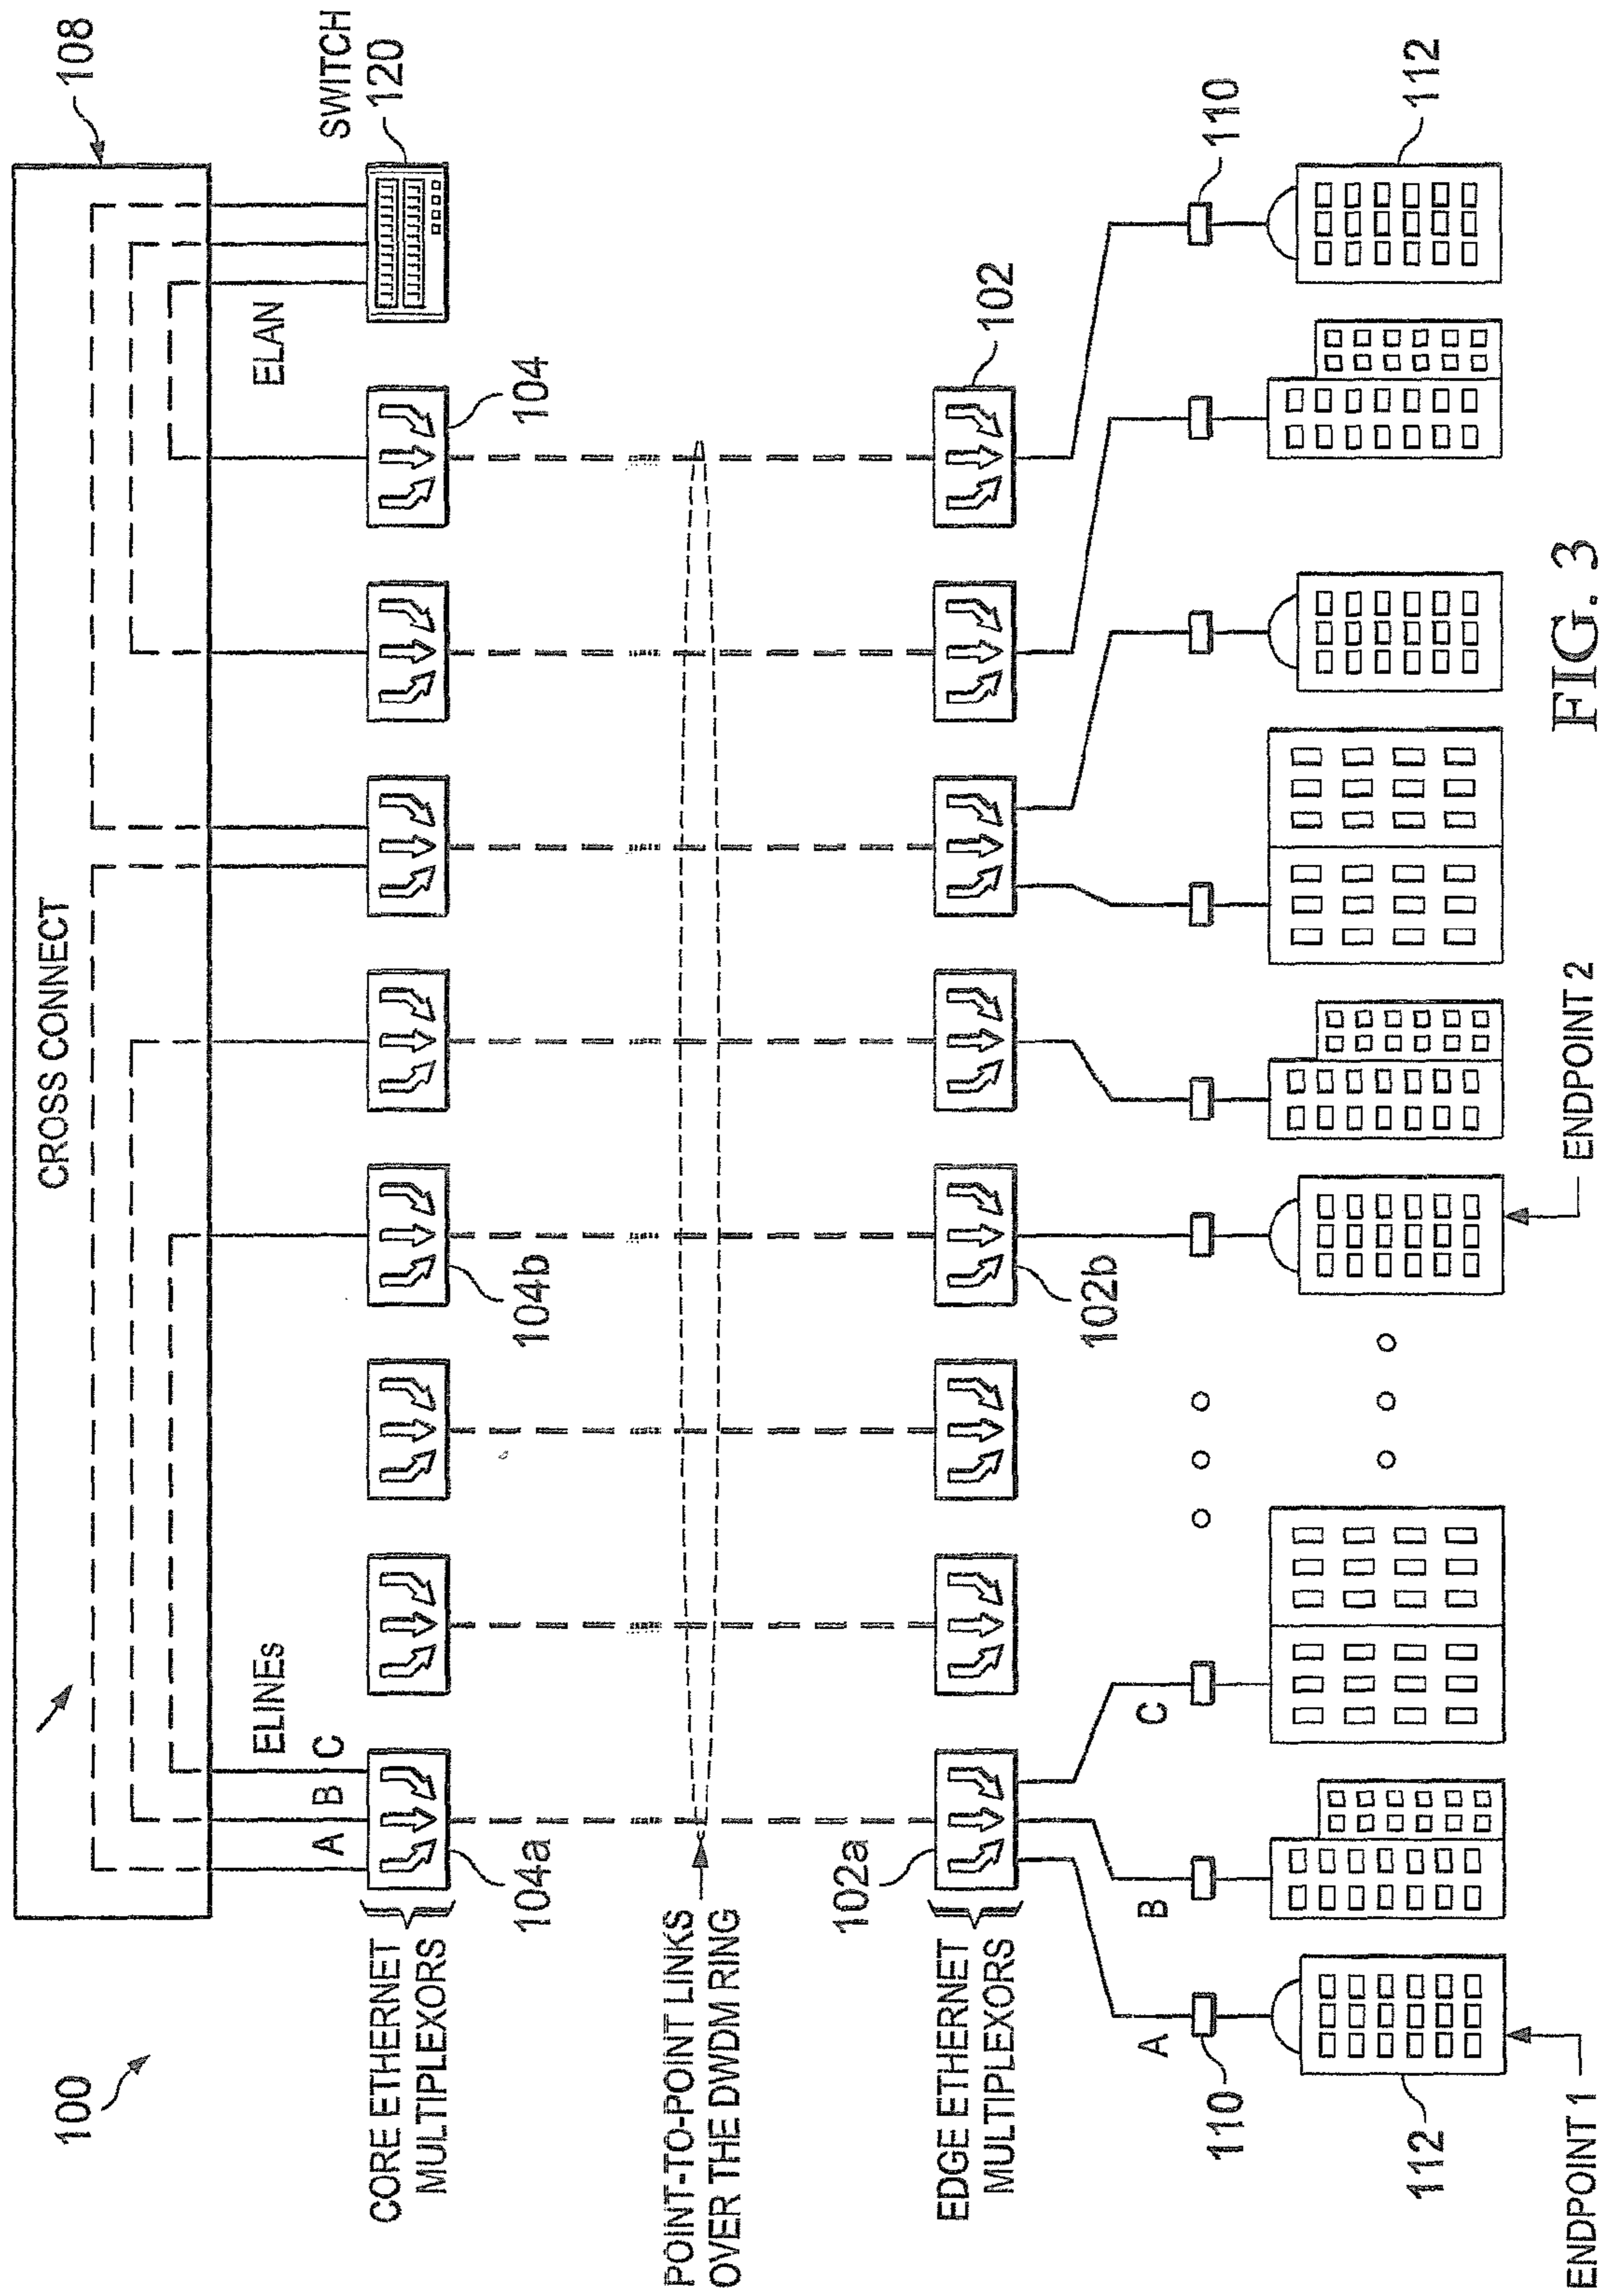 100
CROSS CONNECT
108
ELINEs
ELAN
SWITCH
120
A
B
C
CORE ETHERNET
MULTIPLEXORS
104a
104b
104
POINT-TO-POINT LINKS
OVER THE DWDM RING
EDGE ETHERNET
MULTIPLEXORS
102a
102b
102
A
B
C
110
110
112
112
ENDPOINT 1
ENDPOINT 2
FIG. 3